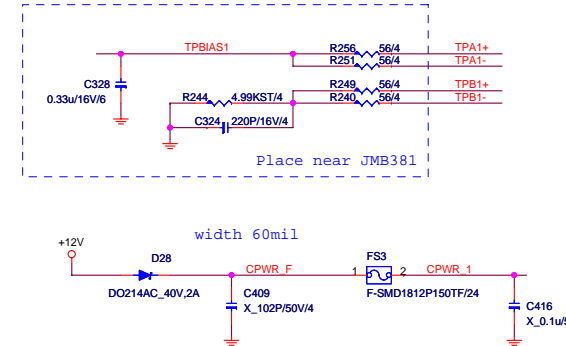 TPBIAS1 R256 56/4 TPA1+
R251 56/4 TPA1-
C328 R249 56/4 TPB1+
0.33u/16V/6 R244 4.99KST/4 R240 56/4 TPB1-
C324 220P/16V/4
Place near JMB381
width 60mil
+12V
D28 CPWR_F FS3 CPWR_1
1 2
DO214AC_40V,2A C409 F-SMD1812P150TF/24
X_102P/50V/4 C416
X_0.1u/5